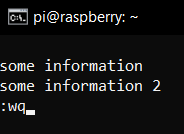 pi@raspberry: ~
some information
some information 2
:wq